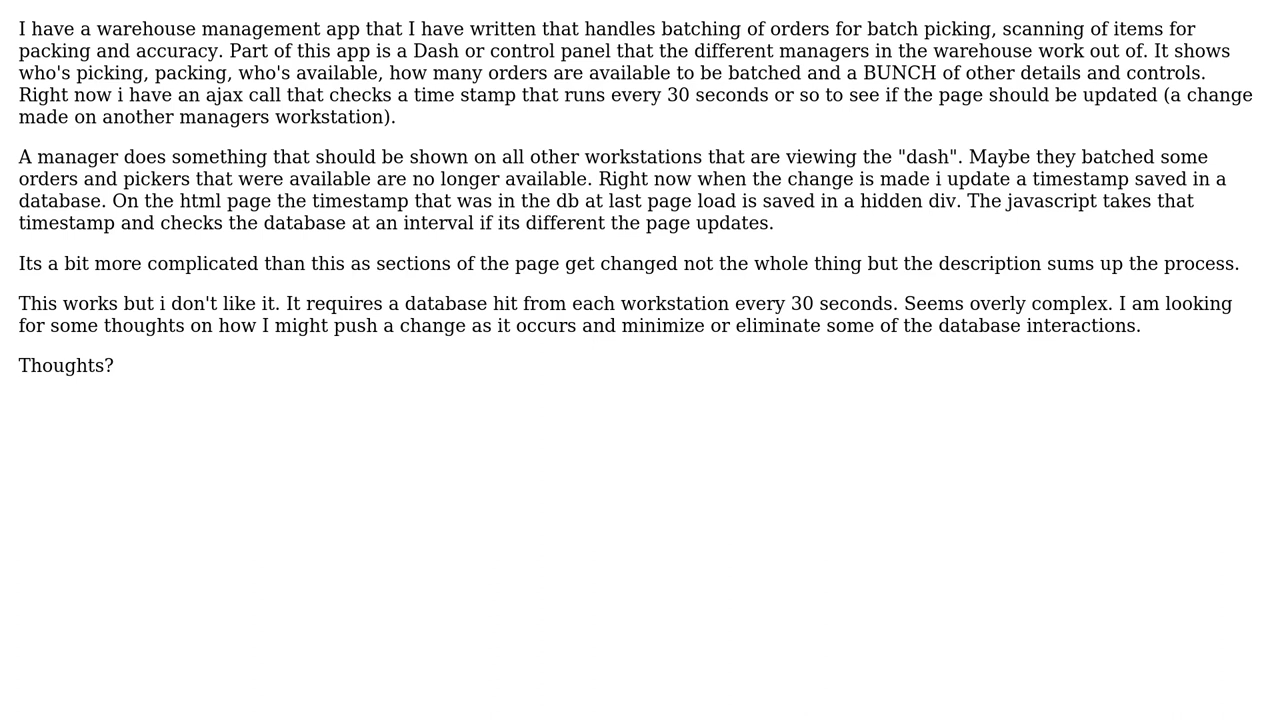 I have a warehouse management app that I have written that handles batching of orders for batch picking, scanning of items for
packing and accuracy. Part of this app is a Dash or control panel that the different managers in the warehouse work out of. It shows
who's picking, packing, who's available, how many orders are available to be batched and a BUNCH of other details and controls.
Right now i have an ajax call that checks a time stamp that runs every 30 seconds or so to see if the page should be updated (a change
made on another managers workstation).
A manager does something that should be shown on all other workstations that are viewing the "dash". Maybe they batched some
orders and pickers that were available are no longer available. Right now when the change is made i update a timestamp saved in a
database. On the html page the timestamp that was in the db at last page load is saved in a hidden div. The javascript takes that
timestamp and checks the database at an interval if its different the page updates.
Its a bit more complicated than this as sections of the page get changed not the whole thing but the description sums up the process.
This works but i don't like it. It requires a database hit from each workstation every 30 seconds. Seems overly complex. I am looking
for some thoughts on how I might push a change as it occurs and minimize or eliminate some of the database interactions.
Thoughts?